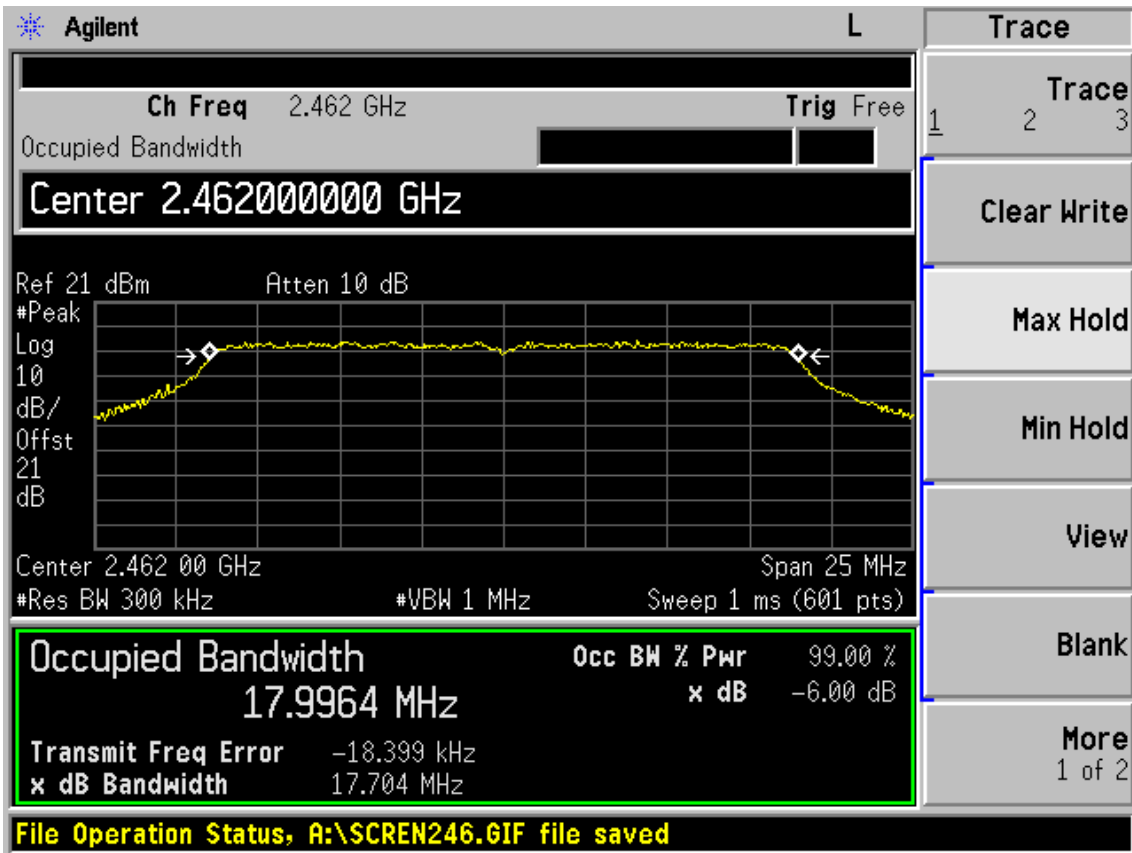 Agilent
L
Trace
Ch Freq 2.462 GHz
Trig Free
Occupied Bandwidth
Center 2.462000000 GHz
Ref 21 dBm
Atten 10 dB
#Peak
Log
10
dB/
Offst
21
dB
Center 2.462 00 GHz
Span 25 MHz
#Res BW 300 kHz
#VBW 1 MHz
Sweep 1 ms (601 pts)
Occupied Bandwidth
17.9964 MHz
Occ BW % Pwr 99.00 %
x dB -6.00 dB
Transmit Freq Error -18.399 kHz
x dB Bandwidth 17.704 MHz
File Operation Status, A:\SCREN246.GIF file saved
Trace
1 2 3
Clear Write
Max Hold
Min Hold
View
Blank
More
1 of 2